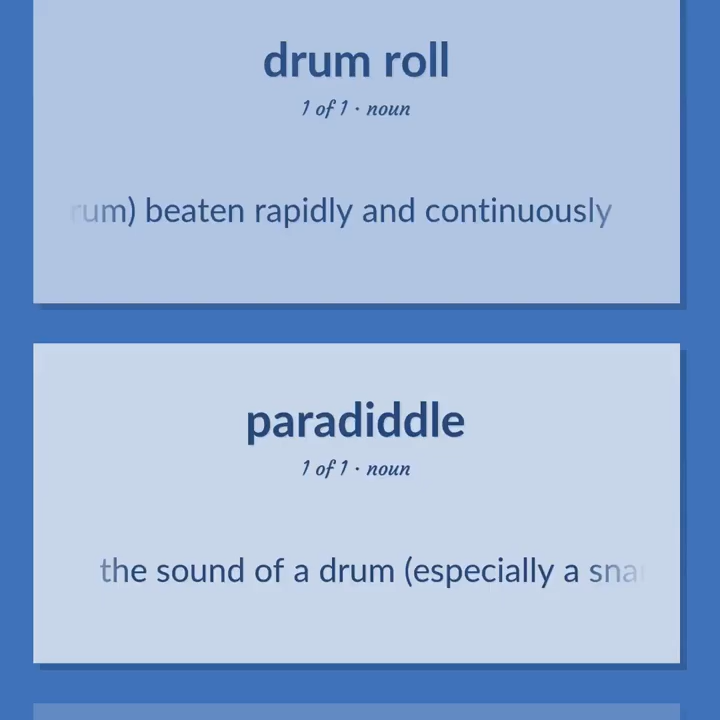 drum roll
1 of 1 · noun
rum) beaten rapidly and continuously
paradiddle
1 of 1 · noun
the sound of a drum (especially a snar